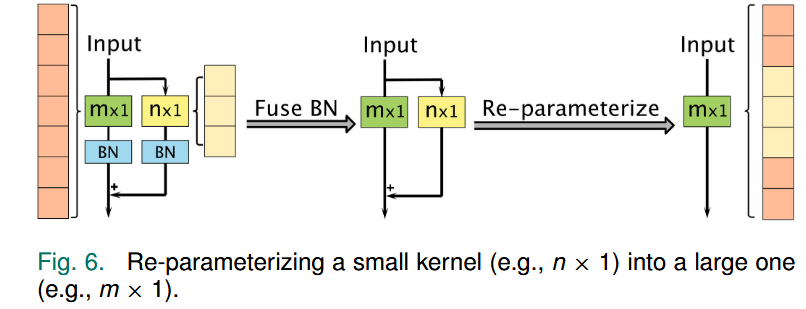 Input
Input
Input
mx1
nx1
Fuse BN
mx1
nx1
Re-parameterize
mx1
BN
BN
+
+
Fig. 6. Re-parameterizing a small kernel (e.g., n × 1) into a large one
(e.g., m × 1).